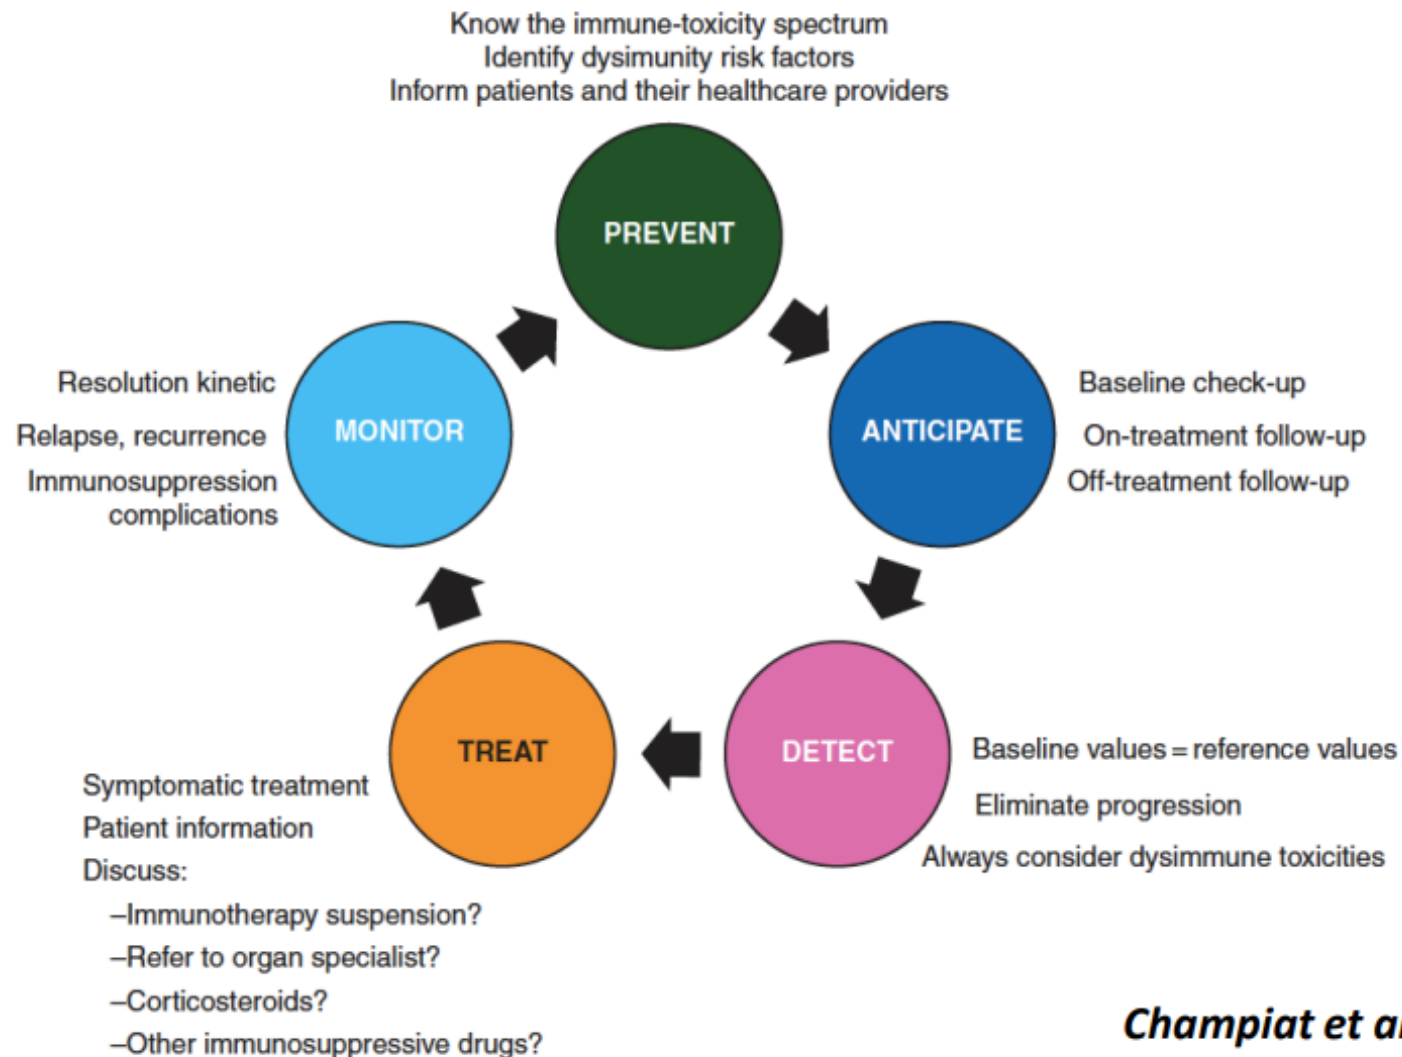 Know the immune-toxicity spectrum
Identify dysimunity risk factors
Inform patients and their healthcare providers
PREVENT
ANTICIPATE
Baseline check-up
On-treatment follow-up
Off-treatment follow-up
DETECT
Baseline values = reference values
Eliminate progression
Always consider dysimmune toxicities
TREAT
Symptomatic treatment
Patient information
Discuss:
–Immunotherapy suspension?
–Refer to organ specialist?
–Corticosteroids?
–Other immunosuppressive drugs?
MONITOR
Resolution kinetic
Relapse, recurrence
Immunosuppression
complications
Champiat et al